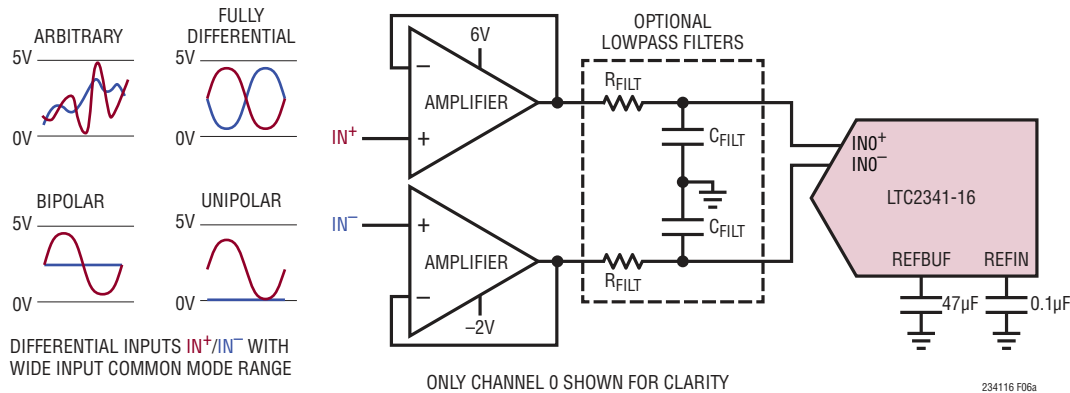 ARBITRARY
5V
0V
FULLY
DIFFERENTIAL
5V
0V
BIPOLAR
5V
0V
UNIPOLAR
5V
0V
DIFFERENTIAL INPUTS IN+/IN– WITH
WIDE INPUT COMMON MODE RANGE
6V
–
AMPLIFIER
+
IN+
IN–
+
AMPLIFIER
–
–2V
OPTIONAL
LOWPASS FILTERS
RFILT
CFILT
CFILT
RFILT
IN0+
IN0–
LTC2341-16
REFBUF REFIN
47µF
0.1µF
ONLY CHANNEL 0 SHOWN FOR CLARITY
234116 F06a